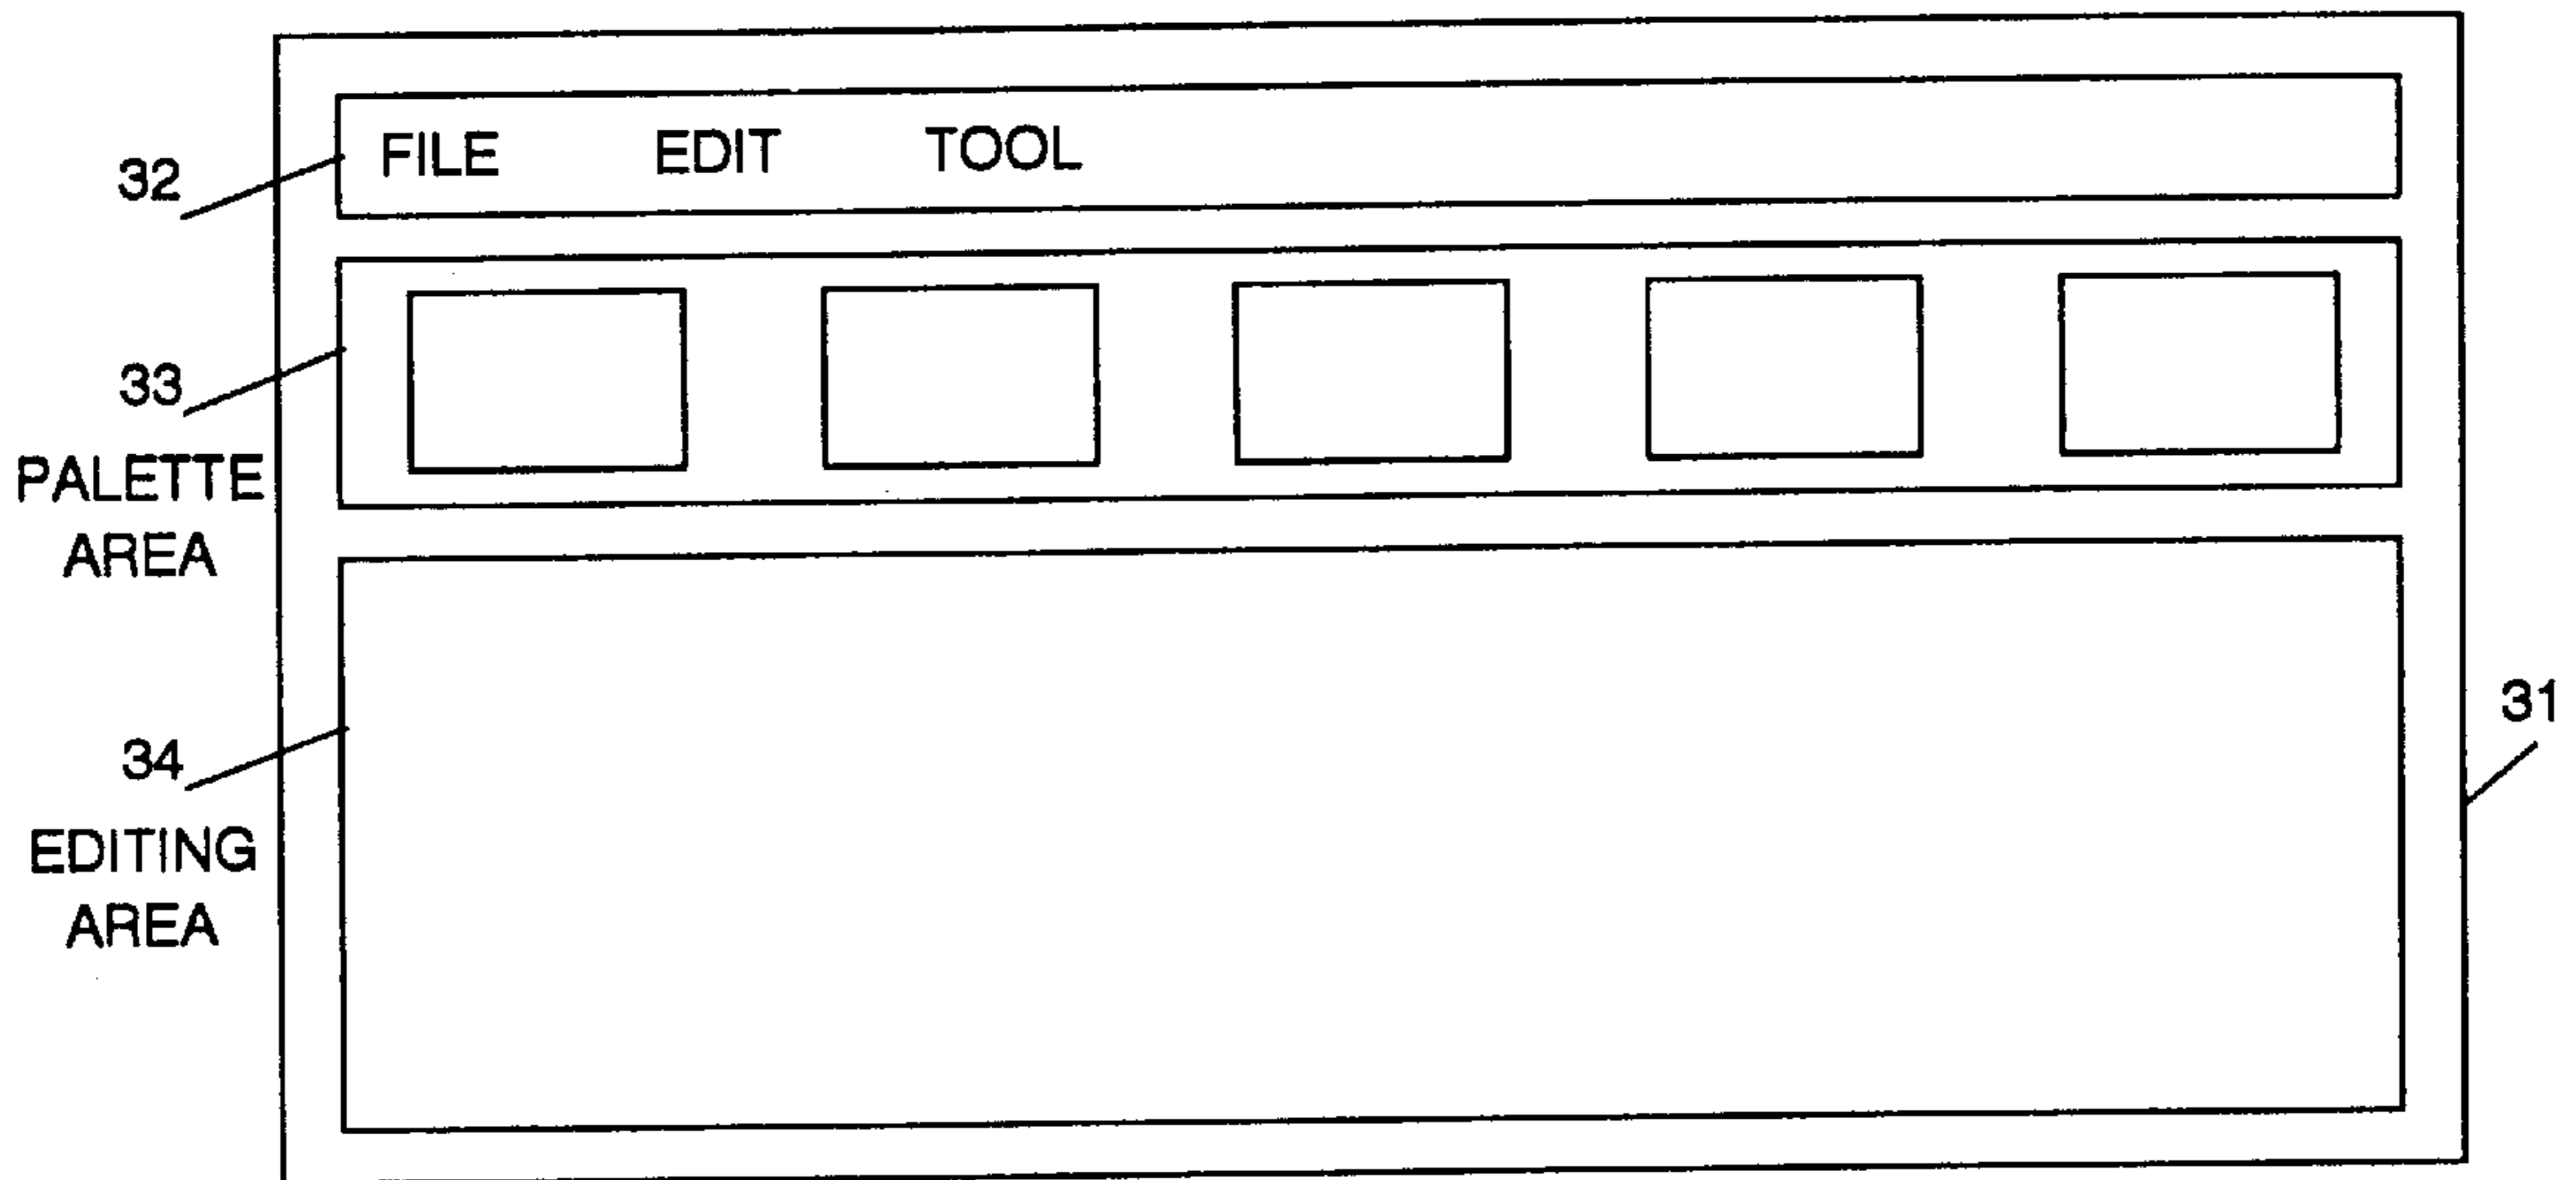 32
FILE EDIT TOOL
33
PALETTE
AREA
34
EDITING
AREA
31